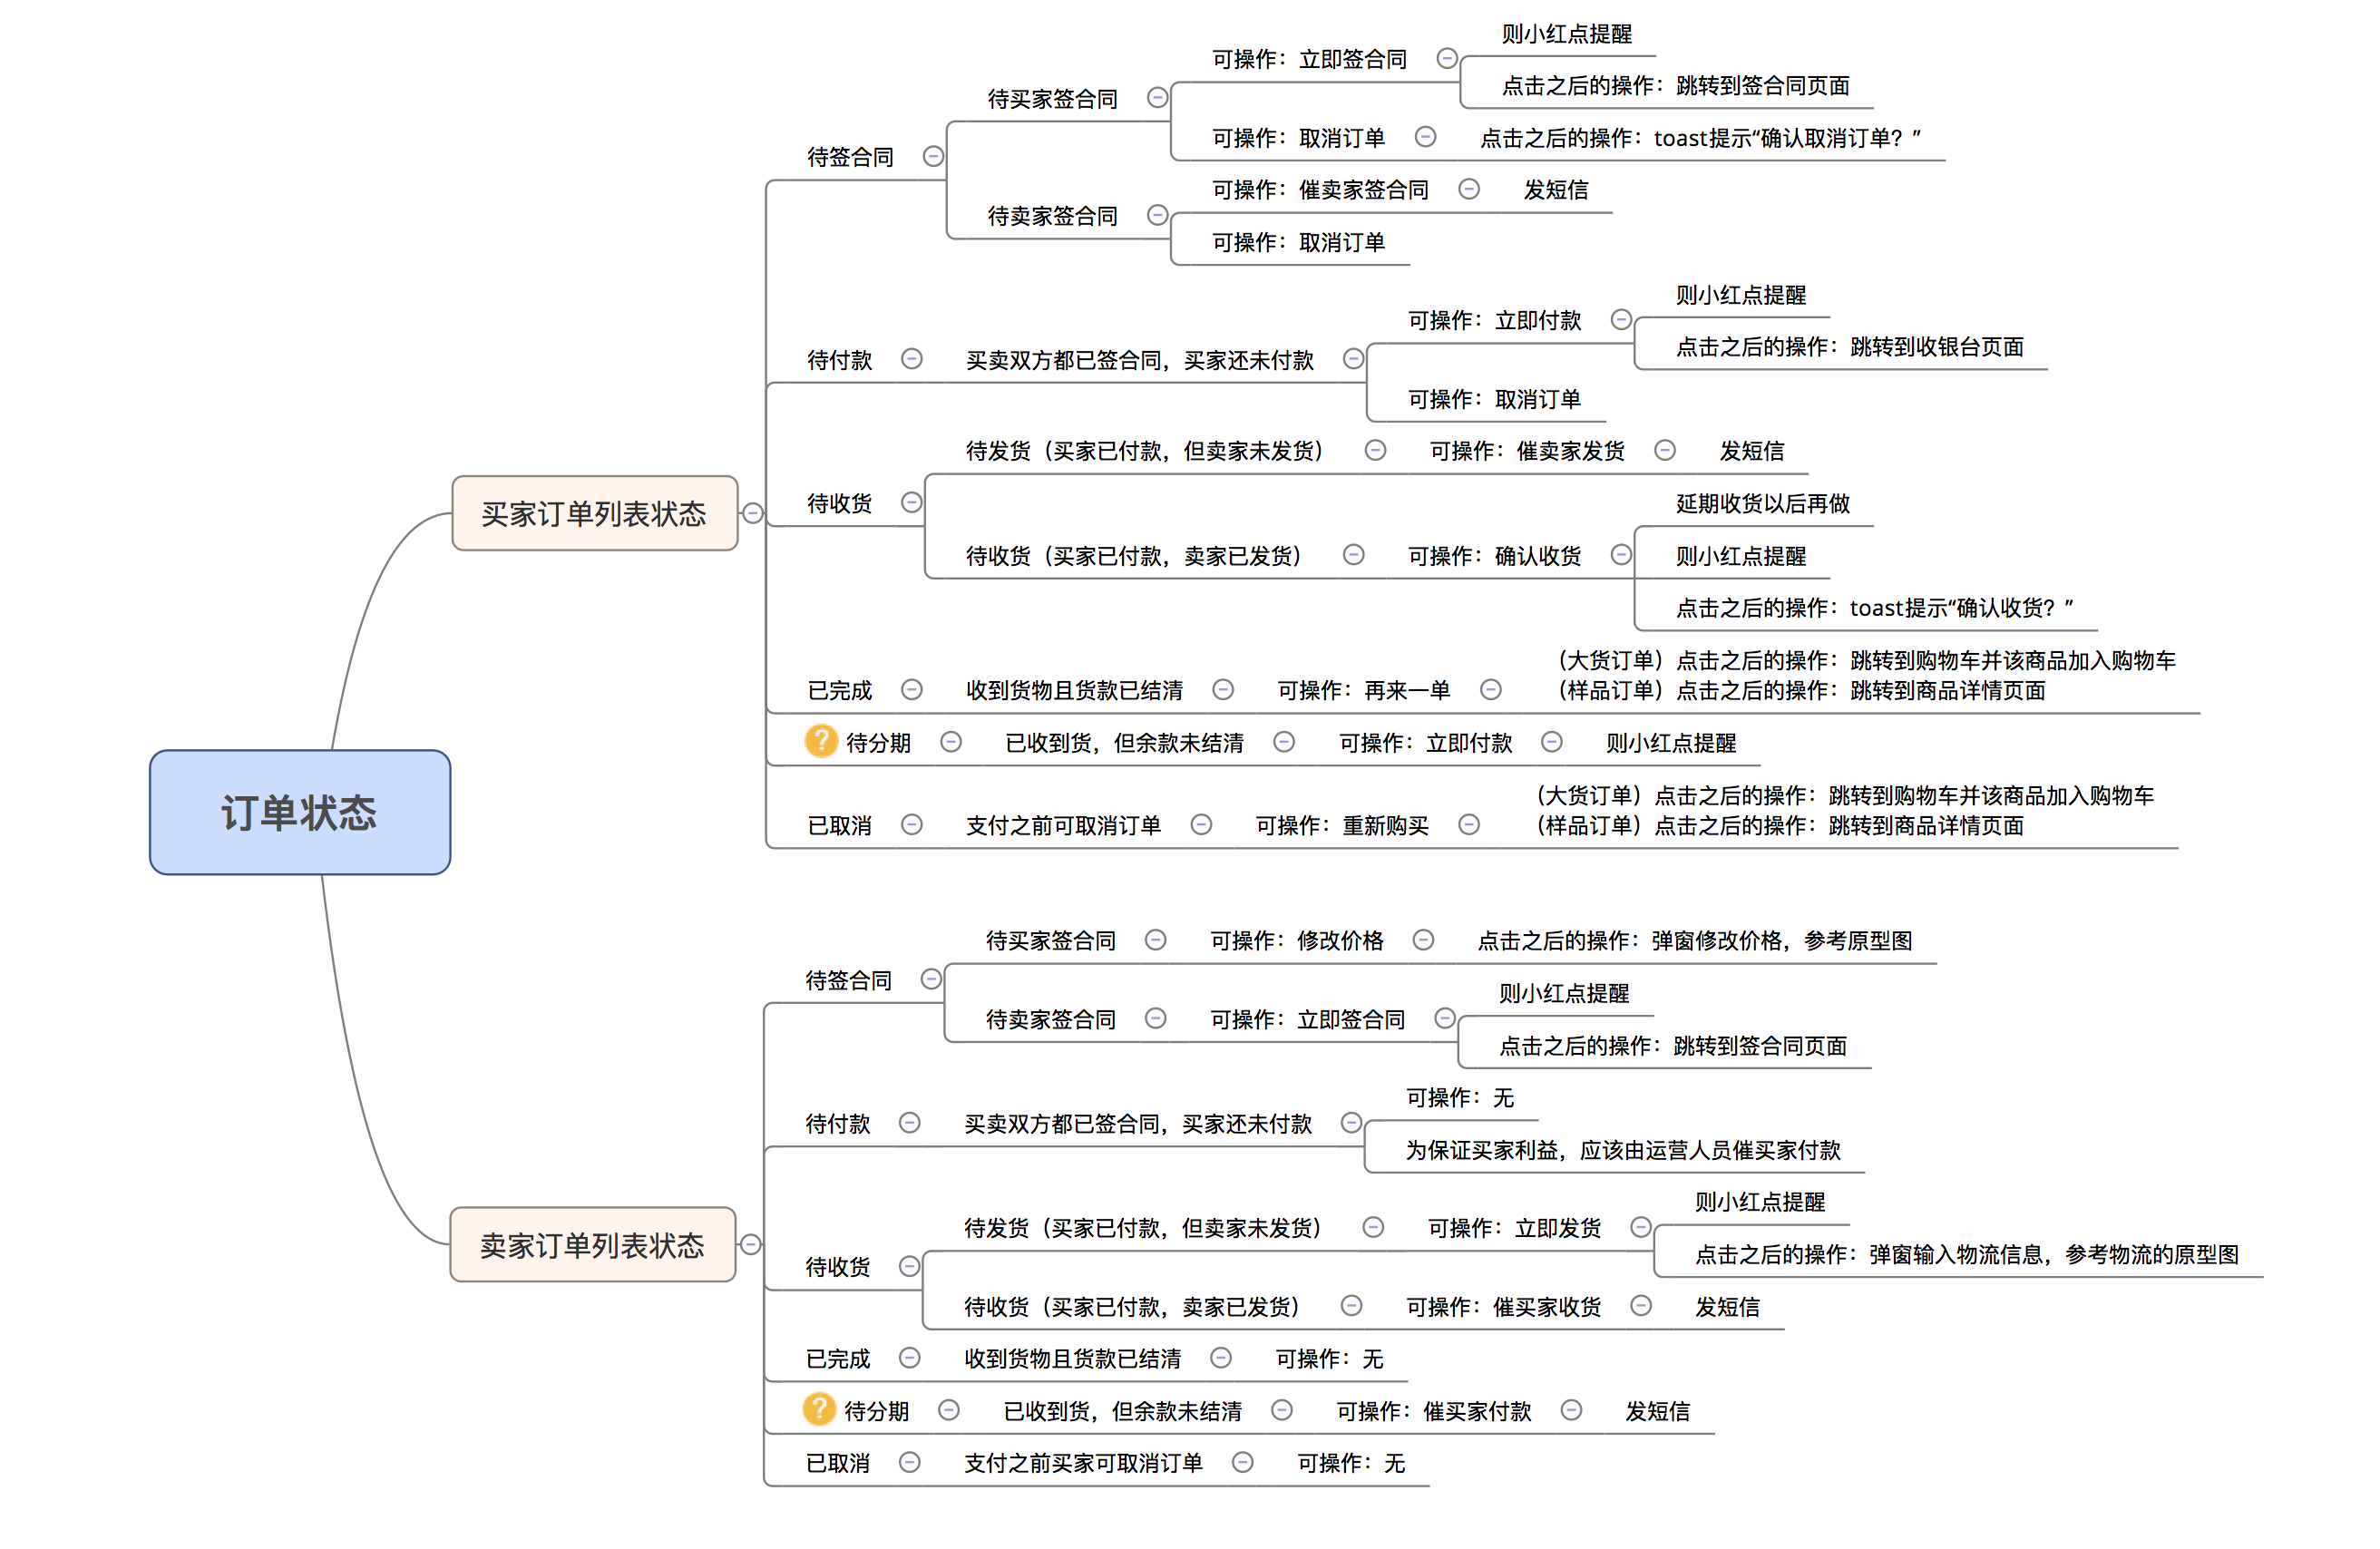 订单状态
买家订单列表状态
待签合同
待买家签合同
可操作：立即签合同
则小红点提醒
点击之后的操作：跳转到签合同页面
可操作：取消订单
点击之后的操作：toast提示“确认取消订单？”
待卖家签合同
可操作：催卖家签合同
发短信
可操作：取消订单
待付款
买卖双方都已签合同，买家还未付款
可操作：立即付款
则小红点提醒
点击之后的操作：跳转到收银台页面
可操作：取消订单
待收货
待发货（买家已付款，但卖家未发货）
可操作：催卖家发货
发短信
待收货（买家已付款，卖家已发货）
可操作：确认收货
延期收货以后再做
则小红点提醒
点击之后的操作：toast提示“确认收货？”
已完成
收到货物且货款已结清
可操作：再来一单
（大货订单）点击之后的操作：跳转到购物车并该商品加入购物车
（样品订单）点击之后的操作：跳转到商品详情页面
? 待分期
已收到货，但余款未结清
可操作：立即付款
则小红点提醒
已取消
支付之前可取消订单
可操作：重新购买
（大货订单）点击之后的操作：跳转到购物车并该商品加入购物车
（样品订单）点击之后的操作：跳转到商品详情页面
卖家订单列表状态
待签合同
待买家签合同
可操作：修改价格
点击之后的操作：弹窗修改价格，参考原型图
待卖家签合同
可操作：立即签合同
则小红点提醒
点击之后的操作：跳转到签合同页面
待付款
买卖双方都已签合同，买家还未付款
可操作：无
为保证买家利益，应该由运营人员催买家付款
待收货
待发货（买家已付款，但卖家未发货）
可操作：立即发货
则小红点提醒
点击之后的操作：弹窗输入物流信息，参考物流的原型图
待收货（买家已付款，卖家已发货）
可操作：催买家收货
发短信
已完成
收到货物且货款已结清
可操作：无
? 待分期
已收到货，但余款未结清
可操作：催买家付款
发短信
已取消
支付之前买家可取消订单
可操作：无